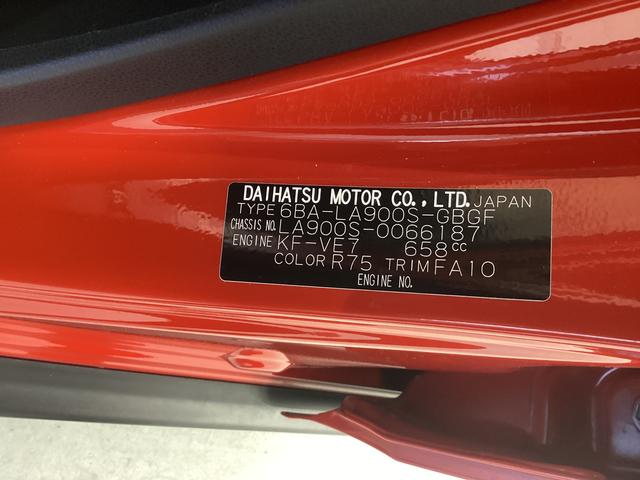 DAIHATSU MOTOR CO.,LTD. JAPAN
TYPE 6BA-LA900S-GBGF
CHASSIS NO. LA900S-0066187
ENGINE KF-VE7 658cc
COLOR R75 TRIM FA10
ENGINE NO.